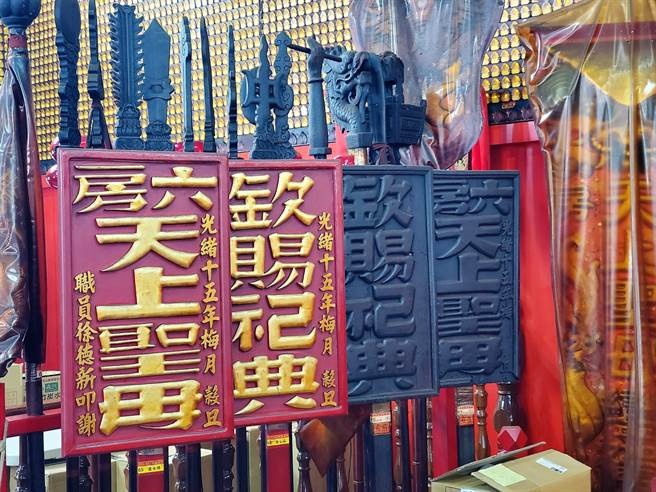 六房天上聖母
光緒十五年梅月 穀旦
職員徐德新叩謝
欽賜祀典
光緒十五年梅月 穀旦
欽賜祀典
六房天上聖母